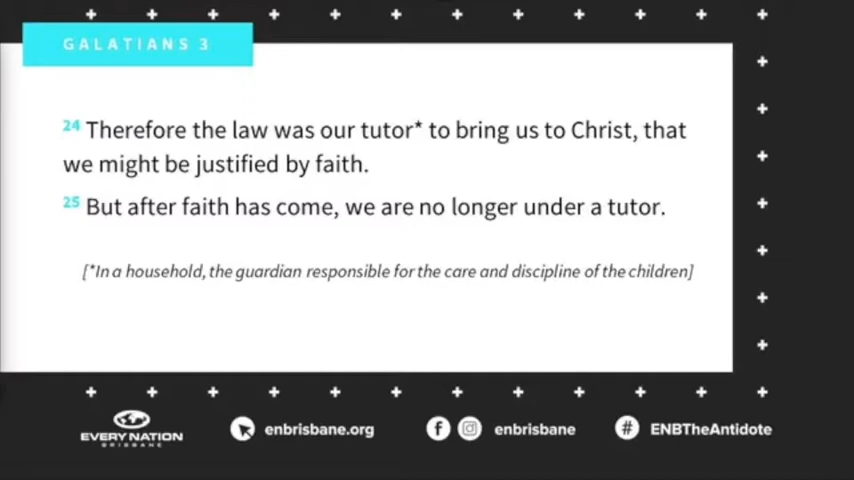 GALATIANS 3
24 Therefore the law was our tutor* to bring us to Christ, that
we might be justified by faith.
25 But after faith has come, we are no longer under a tutor.
[*In a household, the guardian responsible for the care and discipline of the children]
EVERY NATION
BRISBANE
enbrisbane.org
f enbrisbane
# ENBTheAntidote